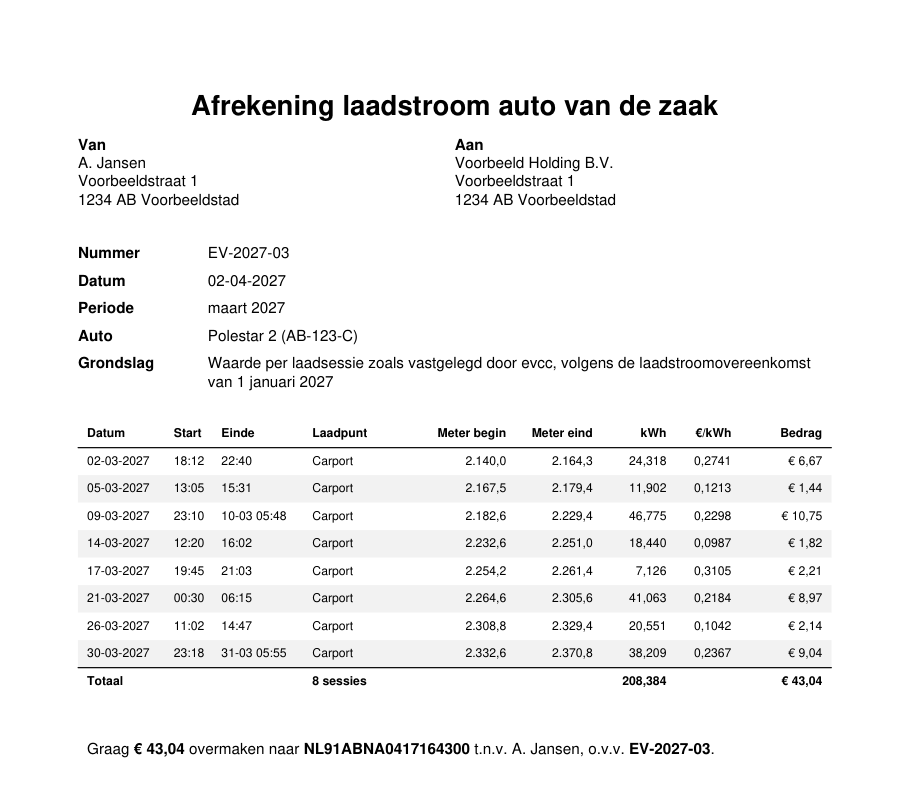 Afrekening laadstroom auto van de zaak
Van
A. Jansen
Voorbeeldstraat 1
1234 AB Voorbeeldstad
Aan
Voorbeeld Holding B.V.
Voorbeeldstraat 1
1234 AB Voorbeeldstad
Nummer EV-2027-03
Datum 02-04-2027
Periode maart 2027
Auto Polestar 2 (AB-123-C)
Grondslag Waarde per laadsessie zoals vastgelegd door evcc, volgens de laadstroomovereenkomst
van 1 januari 2027
Datum Start Einde Laadpunt Meter begin Meter eind kWh €/kWh Bedrag
02-03-2027 18:12 22:40 Carport 2.140,0 2.164,3 24,318 0,2741 € 6,67
05-03-2027 13:05 15:31 Carport 2.167,5 2.179,4 11,902 0,1213 € 1,44
09-03-2027 23:10 10-03 05:48 Carport 2.182,6 2.229,4 46,775 0,2298 € 10,75
14-03-2027 12:20 16:02 Carport 2.232,6 2.251,0 18,440 0,0987 € 1,82
17-03-2027 19:45 21:03 Carport 2.254,2 2.261,4 7,126 0,3105 € 2,21
21-03-2027 00:30 06:15 Carport 2.264,6 2.305,6 41,063 0,2184 € 8,97
26-03-2027 11:02 14:47 Carport 2.308,8 2.329,4 20,551 0,1042 € 2,14
30-03-2027 23:18 31-03 05:55 Carport 2.332,6 2.370,8 38,209 0,2367 € 9,04
Totaal 8 sessies 208,384 € 43,04
Graag € 43,04 overmaken naar NL91ABNA0417164300 t.n.v. A. Jansen, o.v.v. EV-2027-03.